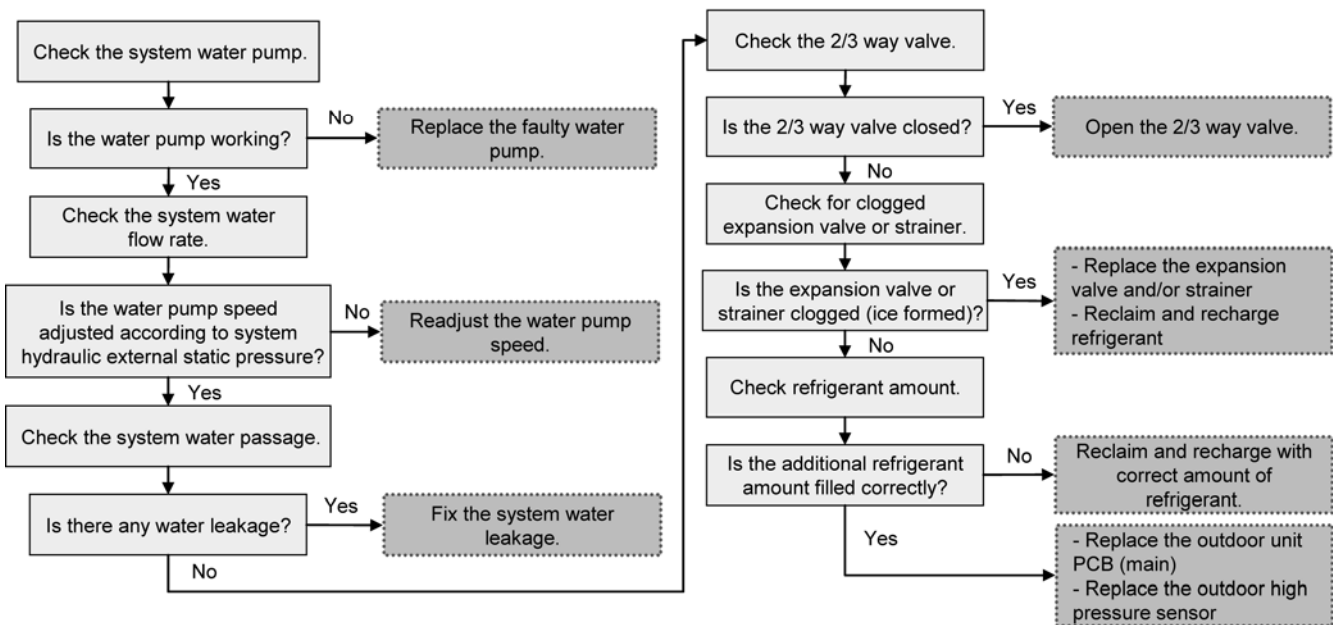 Check the system water pump.
Is the water pump working?
No
Replace the faulty water
pump.
Yes
Check the system water
flow rate.
Is the water pump speed
adjusted according to system
hydraulic external static pressure?
No
Readjust the water pump
speed.
Yes
Check the system water passage.
Is there any water leakage?
Yes
Fix the system water
leakage.
No
Check the 2/3 way valve.
Is the 2/3 way valve closed?
Yes
Open the 2/3 way valve.
No
Check for clogged
expansion valve or strainer.
Is the expansion valve or
strainer clogged (ice formed)?
Yes
- Replace the expansion
valve and/or strainer
- Reclaim and recharge
refrigerant
No
Check refrigerant amount.
Is the additional refrigerant
amount filled correctly?
No
Reclaim and recharge with
correct amount of
refrigerant.
Yes
- Replace the outdoor unit
PCB (main)
- Replace the outdoor high
pressure sensor